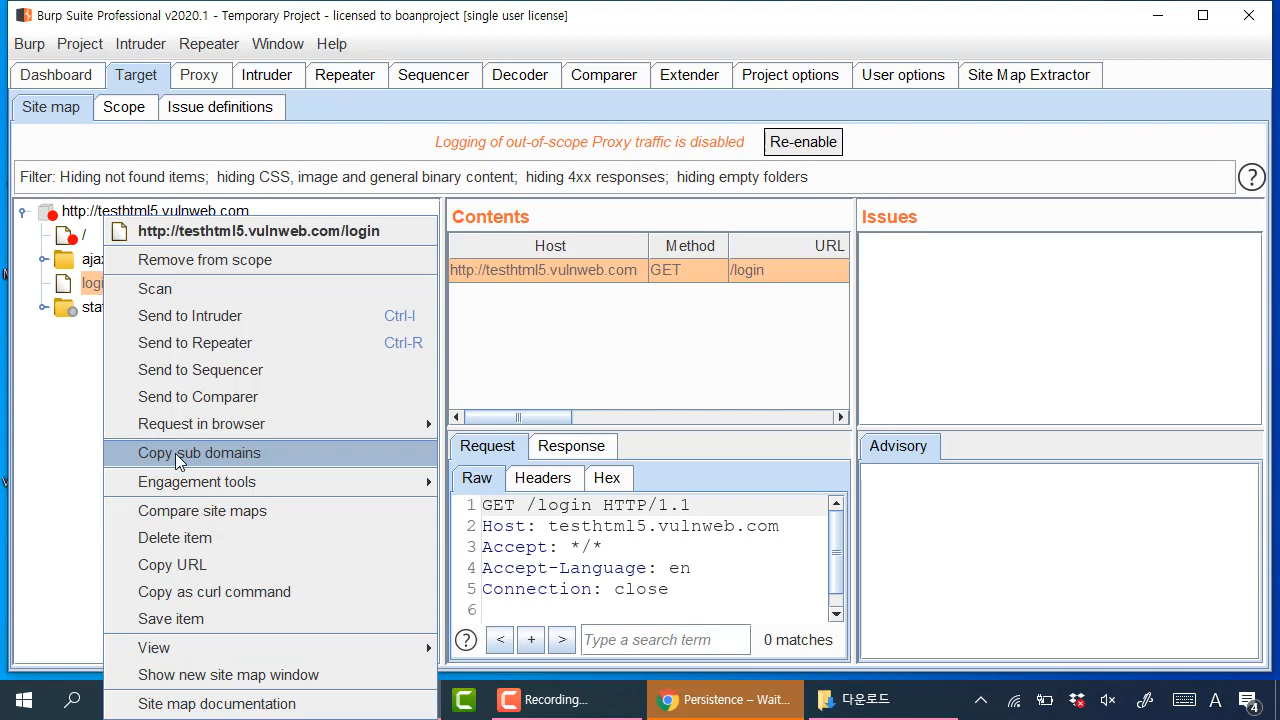 Burp Suite Professional v2020.1 - Temporary Project - licensed to boanproject [single user license]
Burp Project Intruder Repeater Window Help
Dashboard Target Proxy Intruder Repeater Sequencer Decoder Comparer Extender Project options User options Site Map Extractor
Site map Scope Issue definitions
Logging of out-of-scope Proxy traffic is disabled Re-enable
Filter: Hiding not found items; hiding CSS, image and general binary content; hiding 4xx responses; hiding empty folders ?
http://testhtml5.vulnweb.com
/
ajax
logi
stat
http://testhtml5.vulnweb.com/login
Remove from scope
Scan
Send to Intruder Ctrl-I
Send to Repeater Ctrl-R
Send to Sequencer
Send to Comparer
Request in browser
Copy sub domains
Engagement tools
Compare site maps
Delete item
Copy URL
Copy as curl command
Save item
View
Show new site map window
Site map documentation
Contents
Host Method URL
http://testhtml5.vulnweb.com GET /login
Request Response
Raw Headers Hex
1 GET /login HTTP/1.1
2 Host: testhtml5.vulnweb.com
3 Accept: */*
4 Accept-Language: en
5 Connection: close
6
? < + > Type a search term 0 matches
Issues
Advisory
Recording... Persistence – Wait... 다운로드 A 4